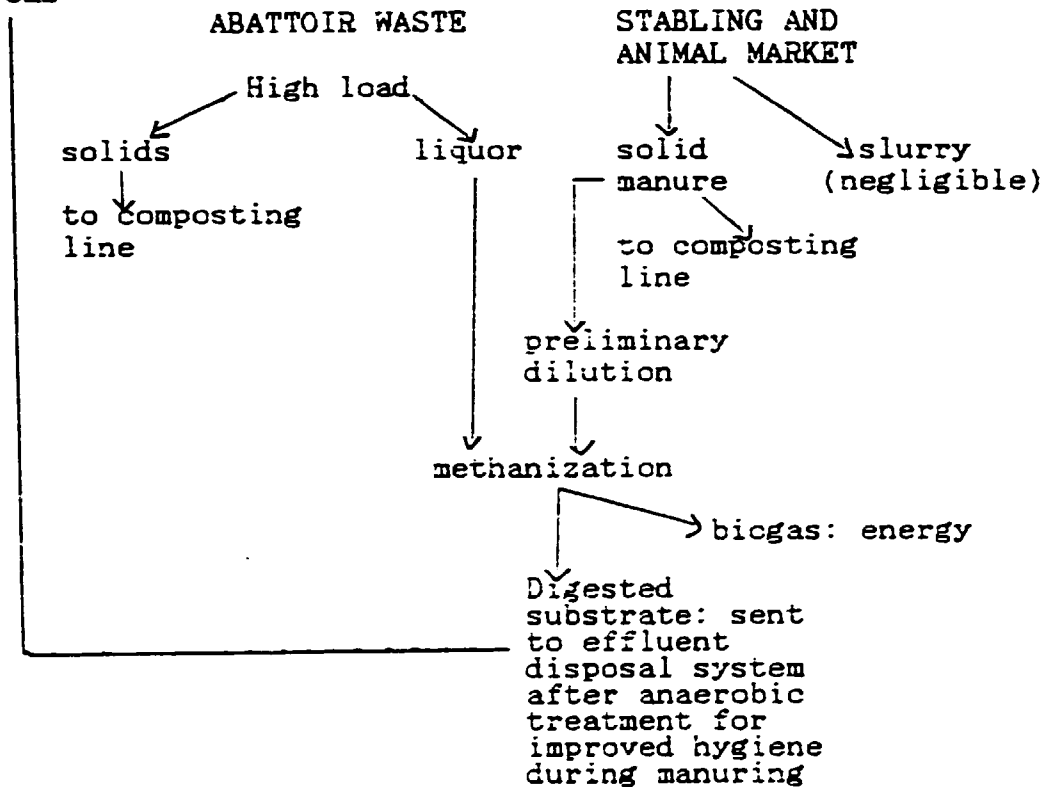 ABATTOIR WASTE
STABLING AND
ANIMAL MARKET
High load
solids
liquor
solid
manure
slurry
(negligible)
to composting
line
to composting
line
preliminary
dilution
methanization
biogas: energy
Digested
substrate: sent
to effluent
disposal system
after anaerobic
treatment for
improved hygiene
during manuring